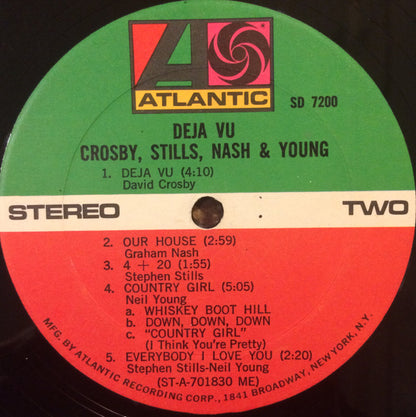 ATLANTIC
SD 7200
DEJA VU
CROSBY, STILLS, NASH & YOUNG
1. DEJA VU (4:10)
David Crosby
STEREO
TWO
2. OUR HOUSE (2:59)
Graham Nash
3. 4 + 20 (1:55)
Stephen Stills
4. COUNTRY GIRL (5:05)
Neil Young
a. WHISKEY BOOT HILL
b. DOWN, DOWN, DOWN
c. "COUNTRY GIRL"
(I Think You're Pretty)
5. EVERYBODY I LOVE YOU (2:20)
Stephen Stills-Neil Young
(ST-A-701830 ME)
MFG. BY ATLANTIC RECORDING CORP., 1841 BROADWAY, NEW YORK, N.Y.